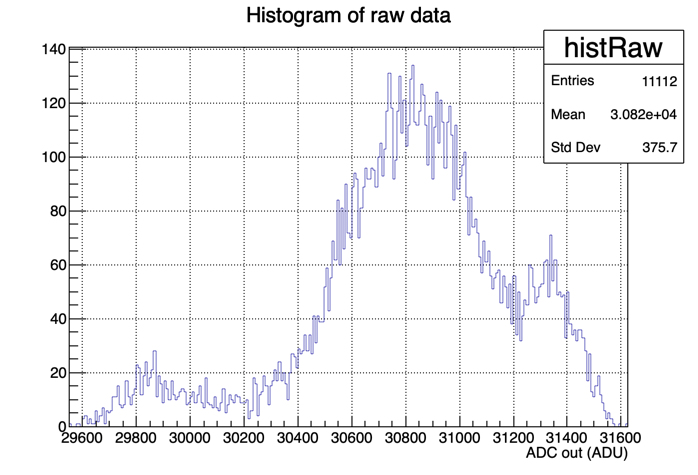 Histogram of raw data
histRaw
Entries 11112
Mean 3.082e+04
Std Dev 375.7
140
120
100
80
60
40
20
0
29600 29800 30000 30200 30400 30600 30800 31000 31200 31400 31600
ADC out (ADU)